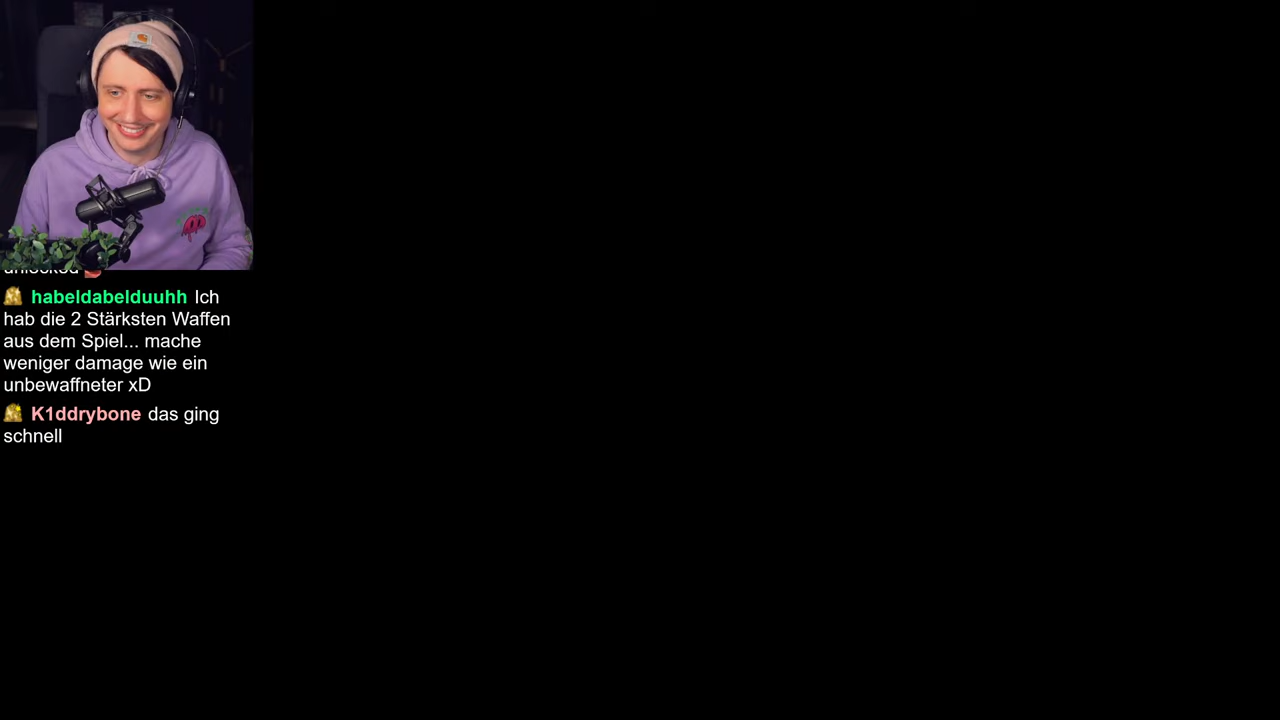 unlocked
habeldabelduuhh Ich
hab die 2 Stärksten Waffen
aus dem Spiel... mache
weniger damage wie ein
unbewaffneter xD
K1ddrybone das ging
schnell